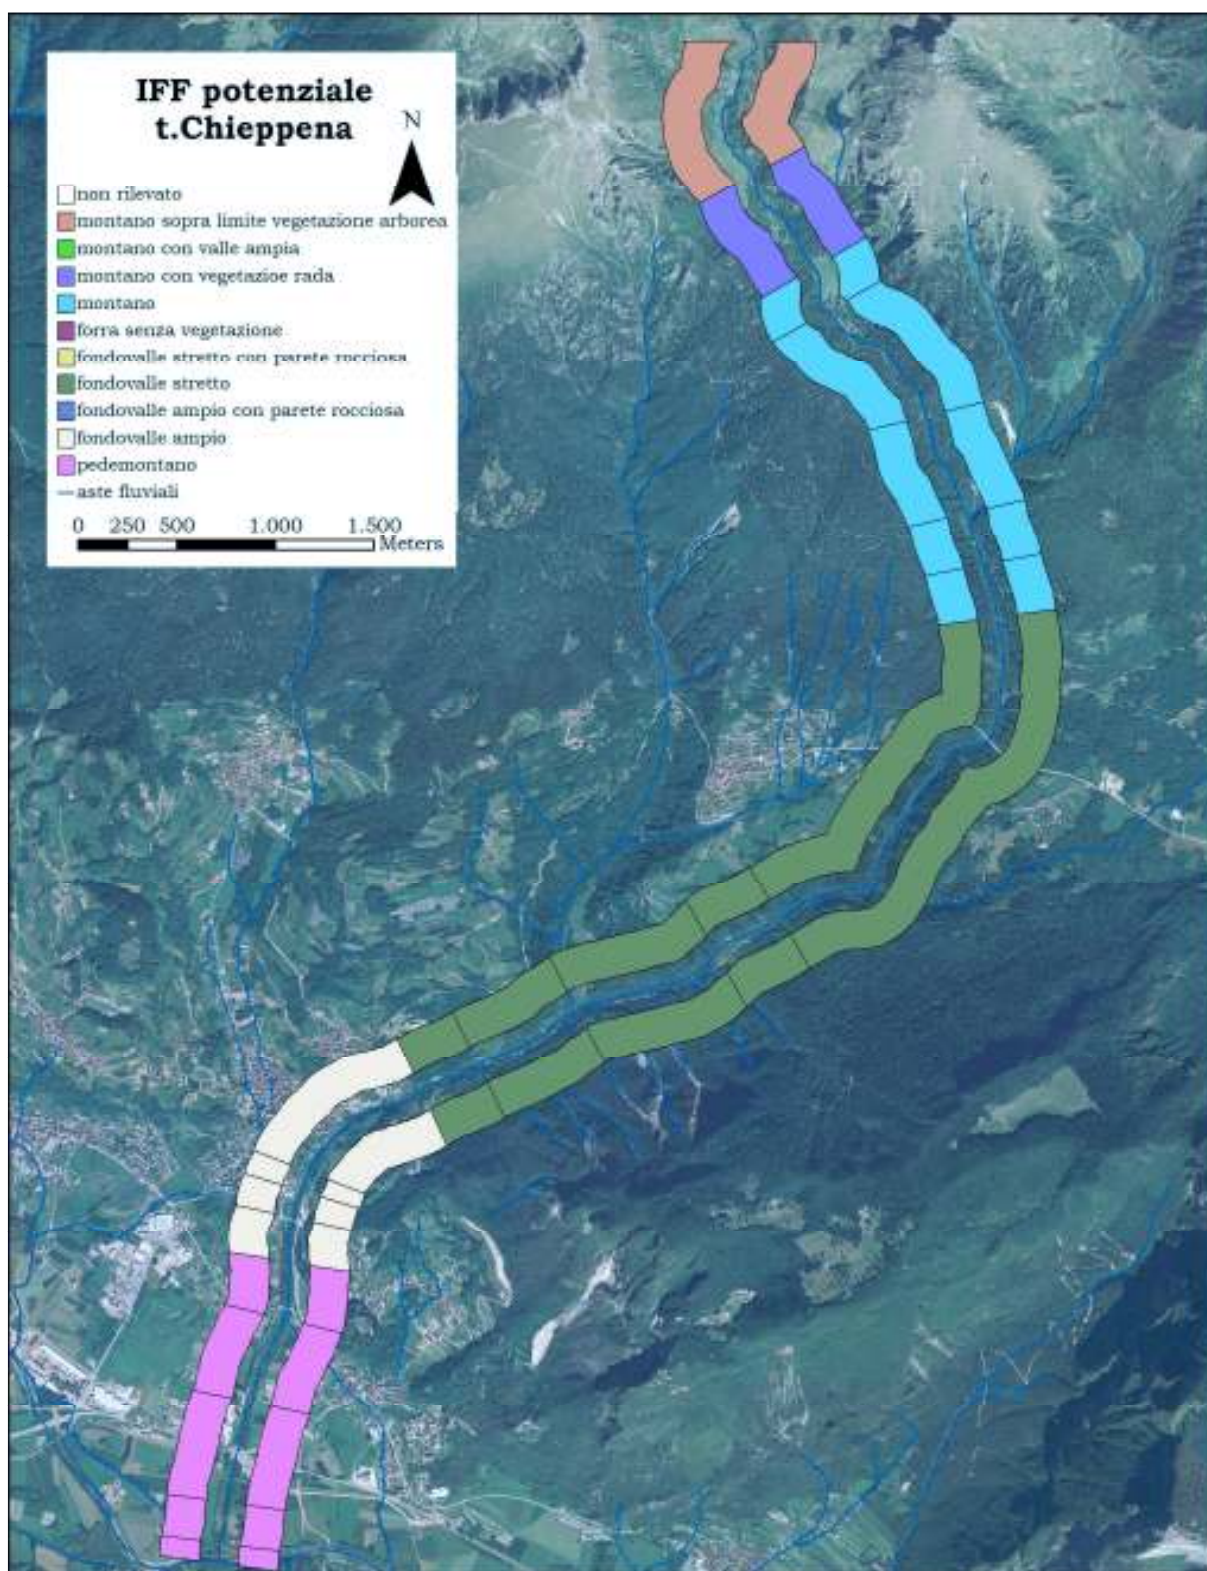 IFF potenziale
t.Chieppena
N
non rilevato
montano sopra limite vegetazione arborea
montano con valle ampia
montano con vegetazioe rada
montano
forra senza vegetazione
fondovalle stretto con parete rocciosa
fondovalle stretto
fondovalle ampio con parete rocciosa
fondovalle ampio
pedemontano
aste fluviali
0 250 500 1.000 1.500
Meters